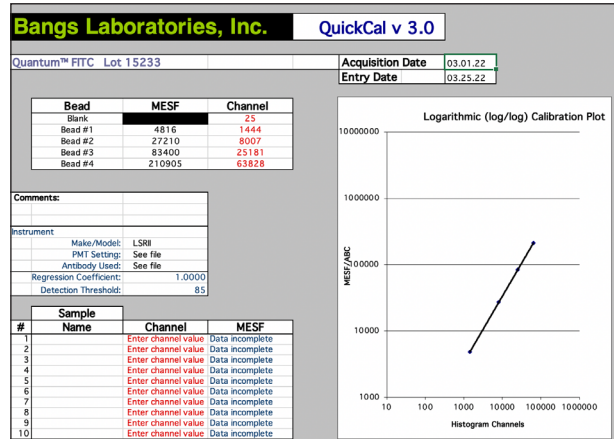 Bangs Laboratories, Inc. QuickCal v 3.0
Quantum™ FITC Lot 15233
Acquisition Date 03.01.22
Entry Date 03.25.22
Bead MESF Channel
Blank 25
Bead #1 4816 1444
Bead #2 27210 8007
Bead #3 83400 25181
Bead #4 210905 63828
Comments:
Instrument
Make/Model: LSRII
PMT Setting: See file
Antibody Used: See file
Regression Coefficient: 1.0000
Detection Threshold: 85
Sample
# Name Channel MESF
1 Enter channel value Data incomplete
2 Enter channel value Data incomplete
3 Enter channel value Data incomplete
4 Enter channel value Data incomplete
5 Enter channel value Data incomplete
6 Enter channel value Data incomplete
7 Enter channel value Data incomplete
8 Enter channel value Data incomplete
9 Enter channel value Data incomplete
10 Enter channel value Data incomplete
Logarithmic (log/log) Calibration Plot
10000000
1000000
100000
10000
1000
MESF/ABC
10 100 1000 10000 100000 1000000
Histogram Channels